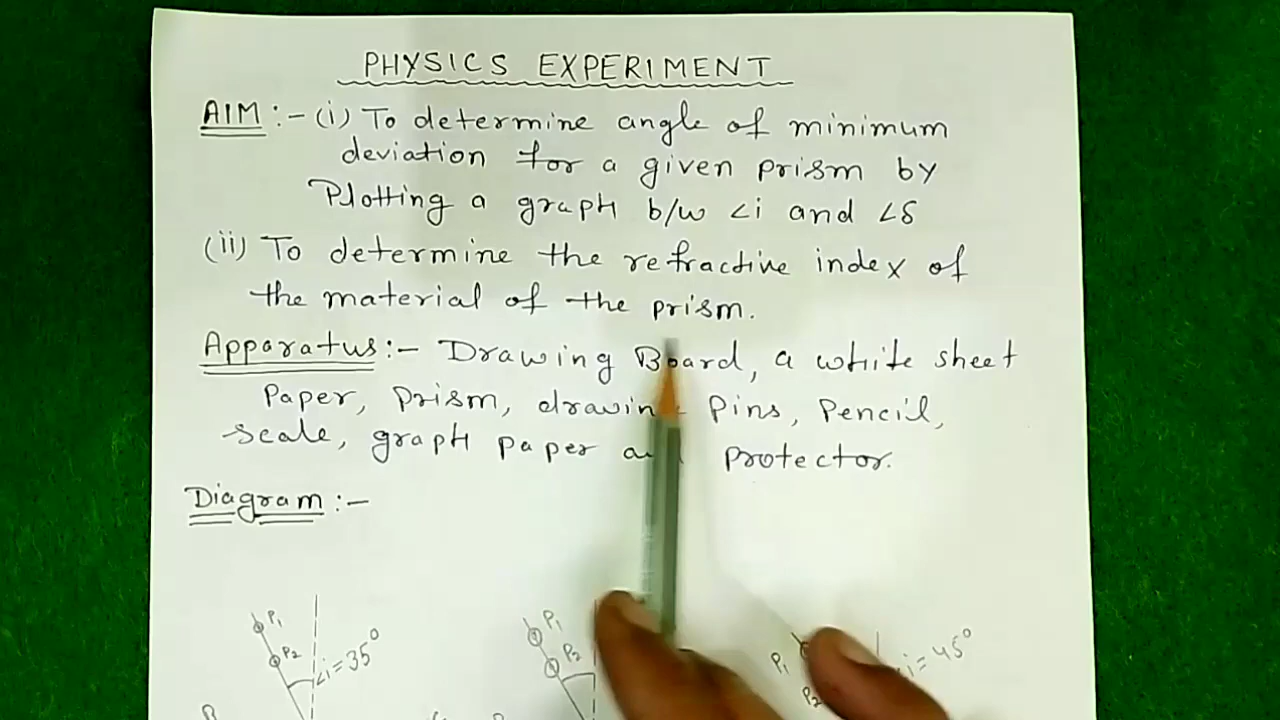 PHYSICS EXPERIMENT
AIM :- (i) To determine angle of minimum
deviation for a given prism by
Plotting a graph b/w ∠i and ∠δ
(ii) To determine the refractive index of
the material of the prism.
Apparatus :- Drawing Board, a white sheet
Paper, Prism, drawing Pins, Pencil,
scale, graph paper protector.
Diagram :-
P1
P2
∠i = 35°
P1
P2
P1
P2
i = 45°